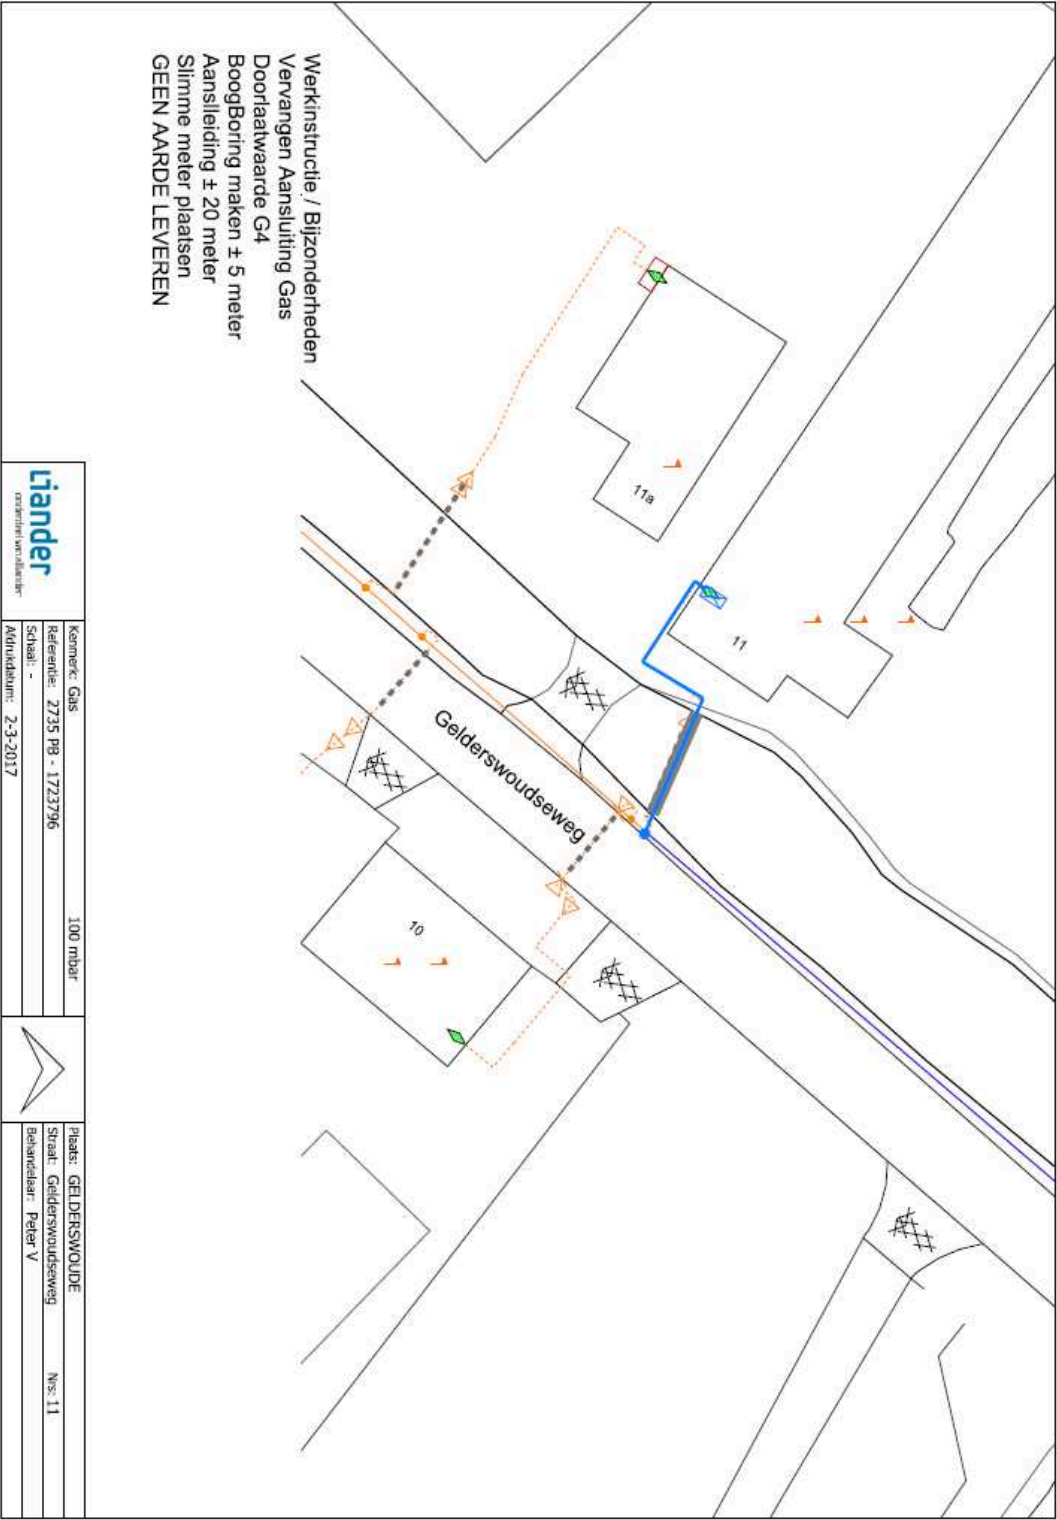 Werkinstructie / Bijzonderheden
Vervangen Aansluiting Gas
Doorlaatwaarde G4
BoogBoring maken ± 5 meter
Aanslleiding ± 20 meter
Slimme meter plaatsen
GEEN AARDE LEVEREN
11a
11
Gelderswoudseweg
10
Liander
Kenmerk: Gas 100 mbar
Referentie: 2735 PB - 1723796
Schaal: -
Afdrukdatum: 2-3-2017
Plaats: GELDERSWOUDE
Straat: Gelderswoudseweg Nrs: 11
Behandelaar: Peter V